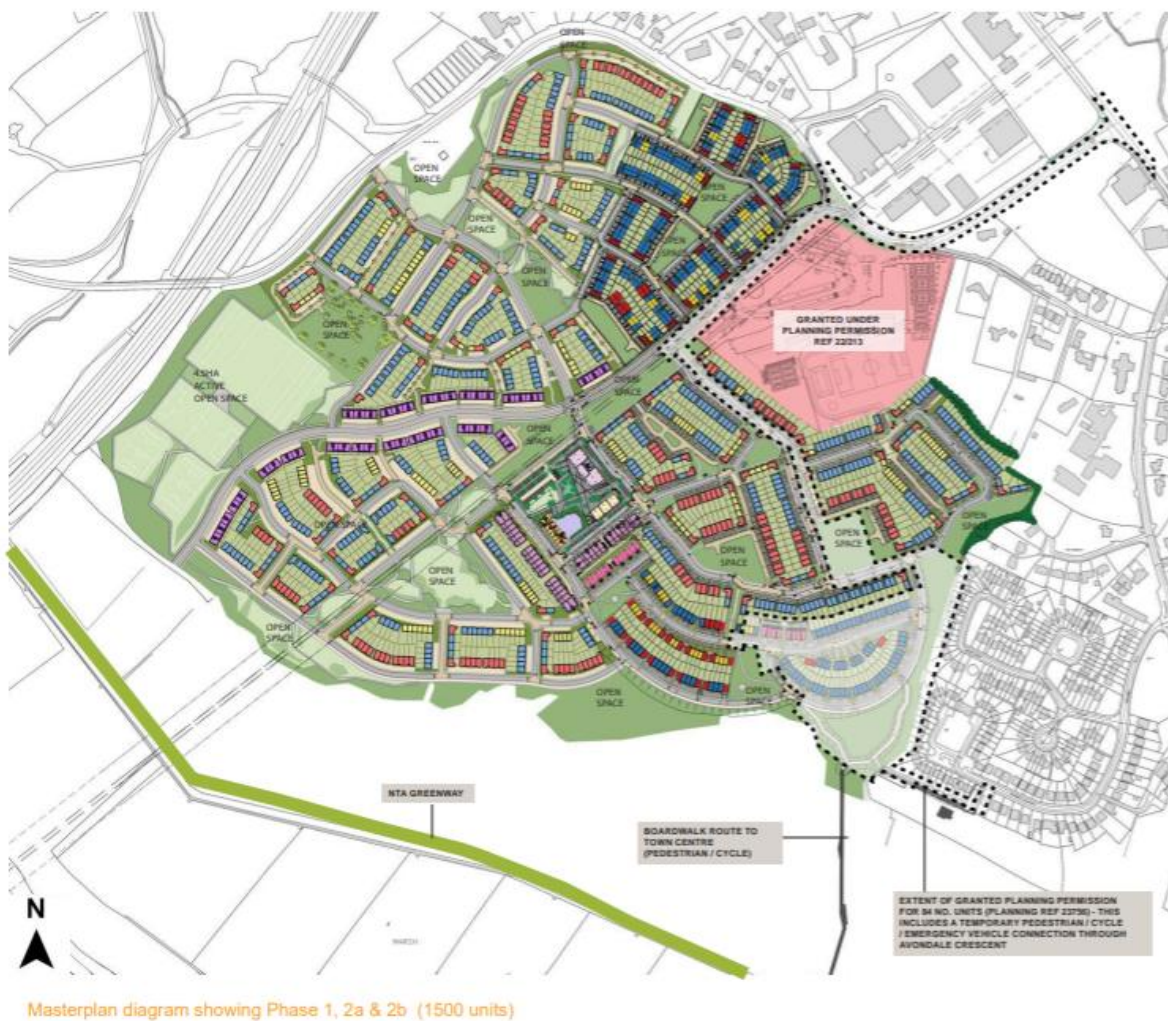 OPEN
SPACE
OPEN
SPACE
OPEN
SPACE
OPEN
SPACE
OPEN
SPACE
OPEN
SPACE
GRANTED UNDER
PLANNING PERMISSION
REF 22/213
OPEN
SPACE
4.5HA
ACTIVE
OPEN SPACE
OPEN
SPACE
OPEN
SPACE
OPEN SPACE
OPEN
SPACE
OPEN
SPACE
OPEN
SPACE
OPEN
SPACE
OPEN
SPACE
OPEN
SPACE
OPEN
SPACE
NTA GREENWAY
BOARDWALK ROUTE TO
TOWN CENTRE
(PEDESTRIAN / CYCLE)
EXTENT OF GRANTED PLANNING PERMISSION
FOR 84 NO. UNITS (PLANNING REF 23756) - THIS
INCLUDES A TEMPORARY PEDESTRIAN / CYCLE
/ EMERGENCY VEHICLE CONNECTION THROUGH
AVONDALE CRESCENT
N
MARSH
Masterplan diagram showing Phase 1, 2a & 2b (1500 units)